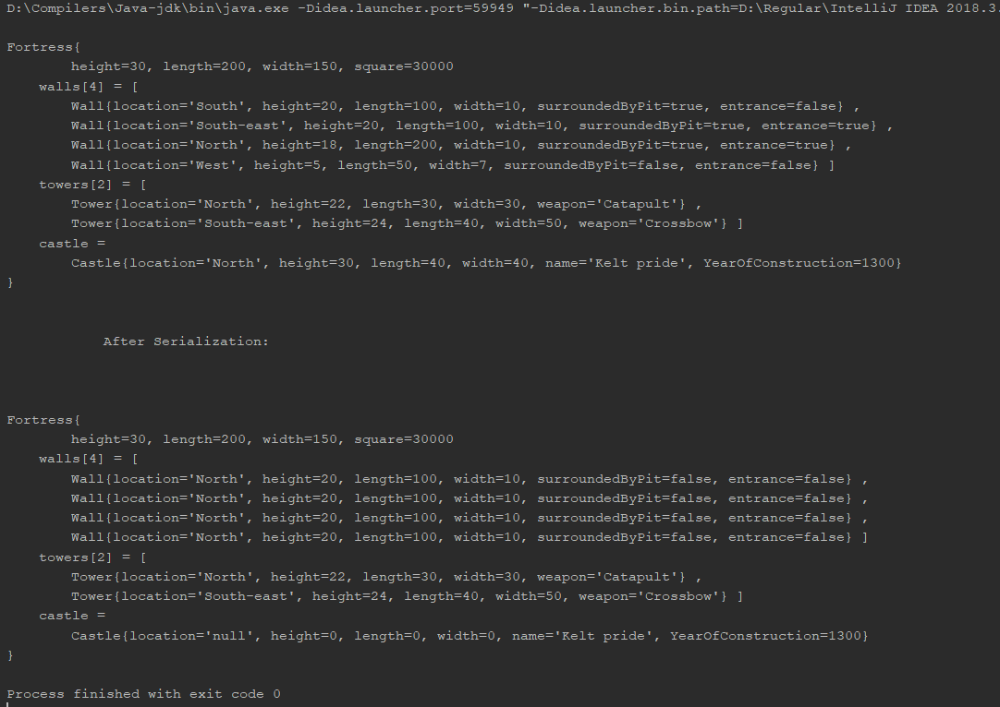 D:\Compilers\Java-jdk\bin\java.exe -Didea.launcher.port=59949 "-Didea.launcher.bin.path=D:\Regular\IntelliJ IDEA 2018.3.
Fortress{
height=30, length=200, width=150, square=30000
walls[4] = [
Wall{location='South', height=20, length=100, width=10, surroundedByPit=true, entrance=false} ,
Wall{location='South-east', height=20, length=100, width=10, surroundedByPit=true, entrance=true} ,
Wall{location='North', height=18, length=200, width=10, surroundedByPit=true, entrance=true} ,
Wall{location='West', height=5, length=50, width=7, surroundedByPit=false, entrance=false} ]
towers[2] = [
Tower{location='North', height=22, length=30, width=30, weapon='Catapult'} ,
Tower{location='South-east', height=24, length=40, width=50, weapon='Crossbow'} ]
castle =
Castle{location='North', height=30, length=40, width=40, name='Kelt pride', YearOfConstruction=1300}
}
After Serialization:
Fortress{
height=30, length=200, width=150, square=30000
walls[4] = [
Wall{location='North', height=20, length=100, width=10, surroundedByPit=false, entrance=false} ,
Wall{location='North', height=20, length=100, width=10, surroundedByPit=false, entrance=false} ,
Wall{location='North', height=20, length=100, width=10, surroundedByPit=false, entrance=false} ,
Wall{location='North', height=20, length=100, width=10, surroundedByPit=false, entrance=false} ]
towers[2] = [
Tower{location='North', height=22, length=30, width=30, weapon='Catapult'} ,
Tower{location='South-east', height=24, length=40, width=50, weapon='Crossbow'} ]
castle =
Castle{location='null', height=0, length=0, width=0, name='Kelt pride', YearOfConstruction=1300}
}
Process finished with exit code 0